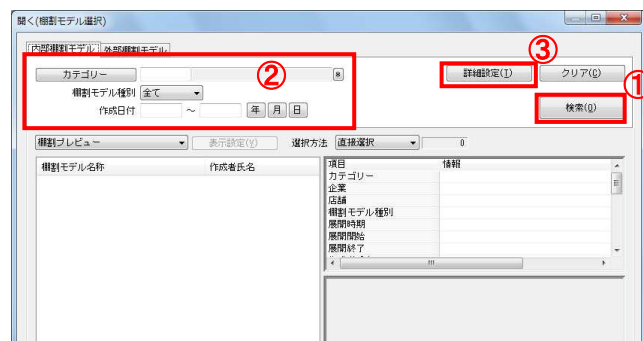 開く(棚割モデル選択)
内部棚割モデル 外部棚割モデル
③
カテゴリー ② 詳細設定(I) クリア(C)
①
棚割モデル種別 全て
作成日付 ～ 年 月 日 検索(Q)
棚割プレビュー 表示設定(V) 選択方法 直接選択 0
棚割モデル名称 作成者氏名 項目 情報
カテゴリー
企業
店舗
棚割モデル種別
展開時期
展開開始
展開終了